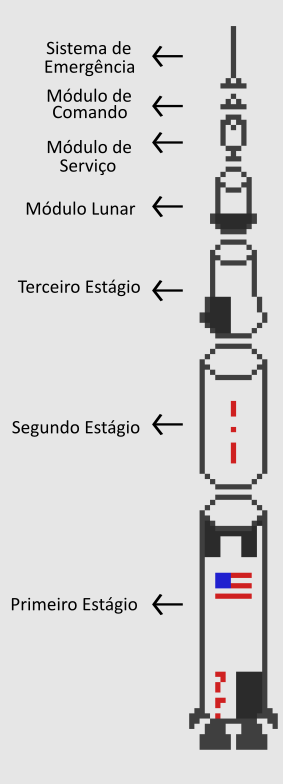 Sistema de
Emergência
Módulo de
Comando
Módulo de
Serviço
Módulo Lunar
Terceiro Estágio
Segundo Estágio
Primeiro Estágio